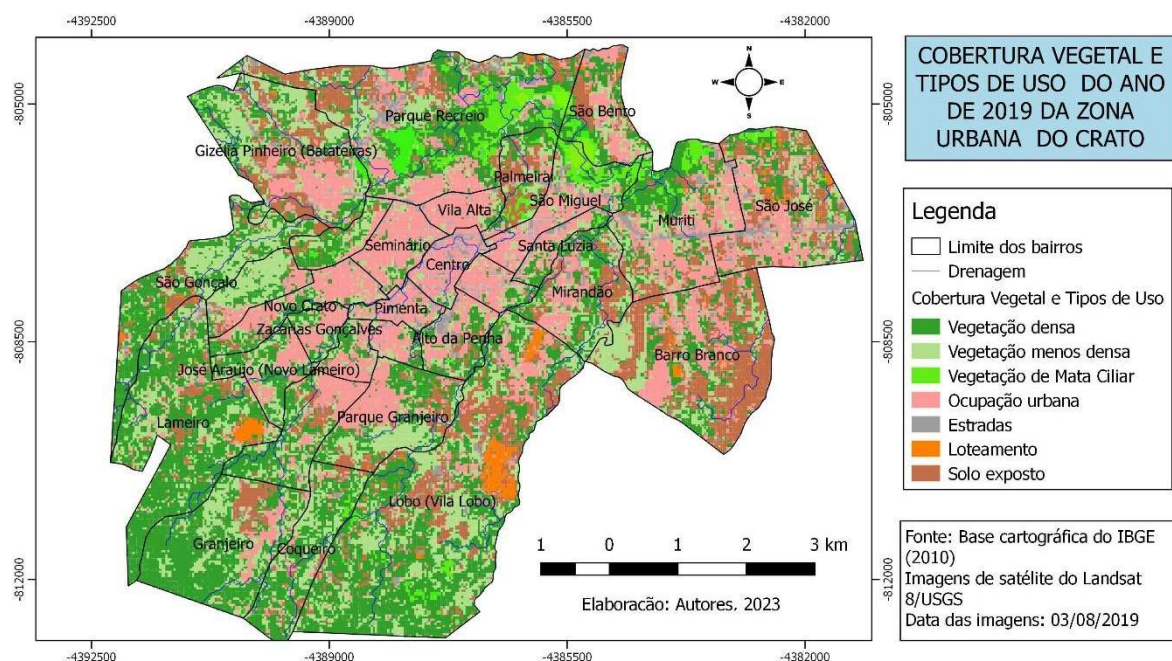 -4392500
-4389000
-4385500
-4382000
-805000
-808500
-812000
-805000
-808500
-812000
-4392500
-4389000
-4385500
-4382000
N
W
E
S
Parque Recreio
São Bento
Gizélia Pinheiro (Batateiras)
Palmeiral
São Miguel
São José
Vila Alta
Muriti
Seminário
Santa Luzia
Centro
São Gonçalo
Mirandão
Novo Crato
Pimenta
Zacarias Gonçalves
Alto da Penha
Barro Branco
José Araujo (Novo Lameiro)
Parque Granjeiro
Lameiro
Lobo (Vila Lobo)
Granjeiro
Coqueiro
1 0 1 2 3 km
Elaboracão: Autores. 2023
COBERTURA VEGETAL E
TIPOS DE USO DO ANO
DE 2019 DA ZONA
URBANA DO CRATO
Legenda
Limite dos bairros
Drenagem
Cobertura Vegetal e Tipos de Uso
Vegetação densa
Vegetação menos densa
Vegetação de Mata Ciliar
Ocupação urbana
Estradas
Loteamento
Solo exposto
Fonte: Base cartográfica do IBGE
(2010)
Imagens de satélite do Landsat
8/USGS
Data das imagens: 03/08/2019